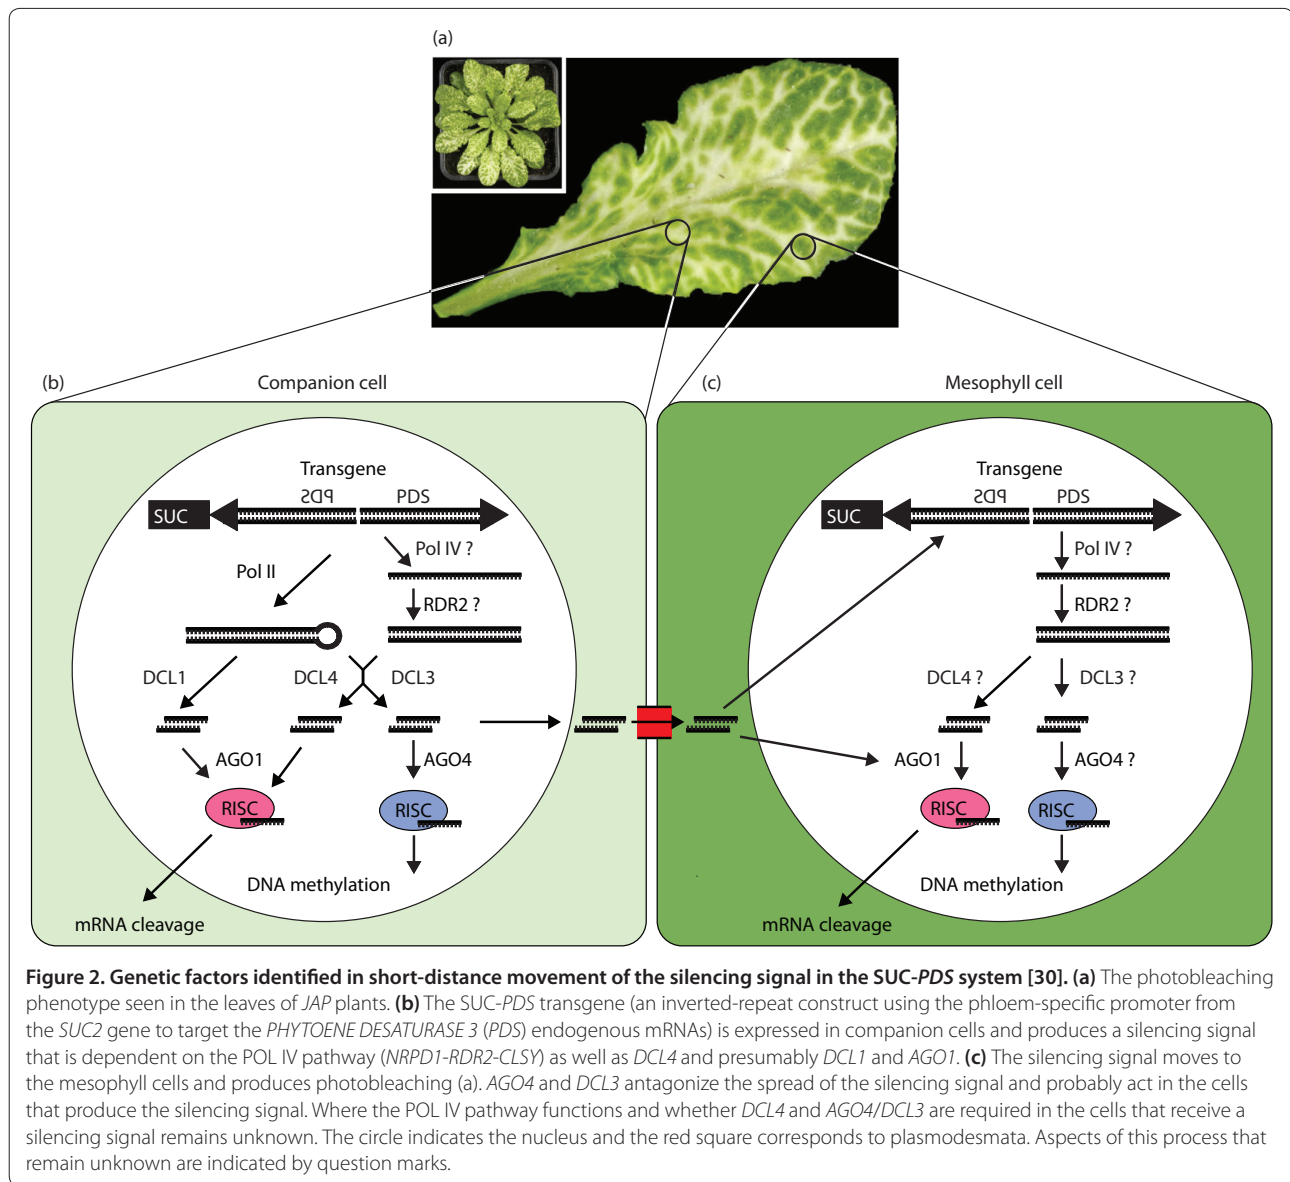 (a)
(b)
Companion cell
(c)
Mesophyll cell
Transgene
PDS
PDS
SUC
Pol IV ?
Pol II
RDR2 ?
DCL1
DCL4
DCL3
AGO1
AGO4
RISC
RISC
DNA methylation
mRNA cleavage
Transgene
PDS
PDS
SUC
Pol IV ?
RDR2 ?
DCL4 ?
DCL3 ?
AGO1
AGO4 ?
RISC
RISC
DNA methylation
mRNA cleavage
Figure 2. Genetic factors identified in short-distance movement of the silencing signal in the SUC-PDS system [30]. (a) The photobleaching
phenotype seen in the leaves of JAP plants. (b) The SUC-PDS transgene (an inverted-repeat construct using the phloem-specific promoter from
the SUC2 gene to target the PHYTOENE DESATURASE 3 (PDS) endogenous mRNAs) is expressed in companion cells and produces a silencing signal
that is dependent on the POL IV pathway (NRPD1-RDR2-CLSY) as well as DCL4 and presumably DCL1 and AGO1. (c) The silencing signal moves to
the mesophyll cells and produces photobleaching (a). AGO4 and DCL3 antagonize the spread of the silencing signal and probably act in the cells
that produce the silencing signal. Where the POL IV pathway functions and whether DCL4 and AGO4/DCL3 are required in the cells that receive a
silencing signal remains unknown. The circle indicates the nucleus and the red square corresponds to plasmodesmata. Aspects of this process that
remain unknown are indicated by question marks.